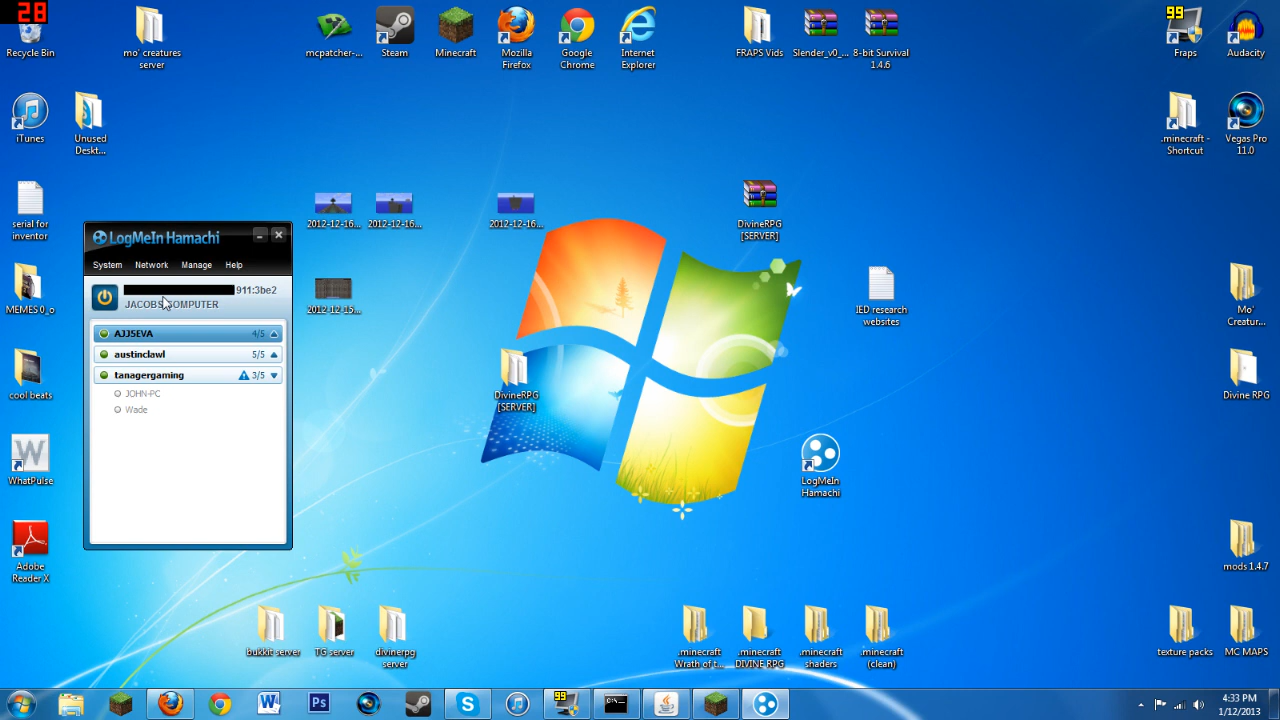 28
Recycle Bin
mo' creatures
server
mcpatcher-...
Steam
Minecraft
Mozilla
Firefox
Google
Chrome
Internet
Explorer
FRAPS Vids
Slender_v0_...
8-bit Survival
1.4.6
99
Fraps
Audacity
iTunes
Unused
Deskt...
.minecraft -
Shortcut
Vegas Pro
11.0
serial for
inventor
2012-12-16...
2012-12-16...
2012-12-16...
DivineRPG
[SERVER]
LogMeIn Hamachi
System Network Manage Help
911:3be2
JACOBS COMPUTER
AJJSEVA 4/5
austinclawl 5/5
tanagergaming 3/5
JOHN-PC
Wade
MEMES 0_o
2012-12-15...
IED research
websites
Mo'
Creatur...
cool beats
DivineRPG
[SERVER]
Divine RPG
W
WhatPulse
LogMeIn
Hamachi
Adobe
Reader X
mods 1.4.7
bukkit server
TG server
divinerpg
server
.minecraft
Wrath of t...
.minecraft
DIVINE RPG
.minecraft
shaders
.minecraft
(clean)
texture packs
MC MAPS
W
Ps
S
99
C:\-
4:33 PM
1/12/2013